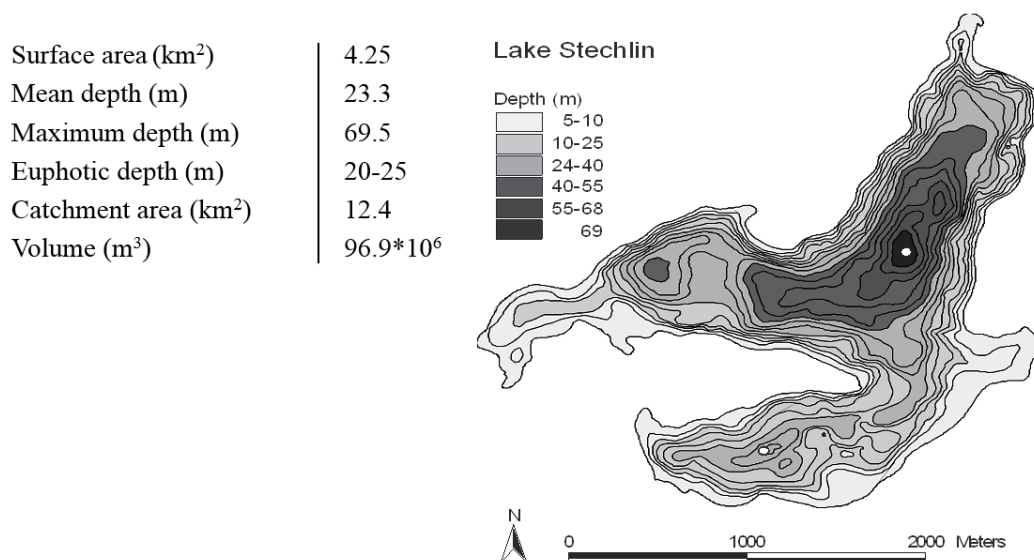 Surface area (km²) 4.25
Mean depth (m) 23.3
Maximum depth (m) 69.5
Euphotic depth (m) 20-25
Catchment area (km²) 12.4
Volume (m³) 96.9*10⁶
Lake Stechlin
Depth (m)
5-10
10-25
24-40
40-55
55-68
69
N
0 1000 2000 Meters